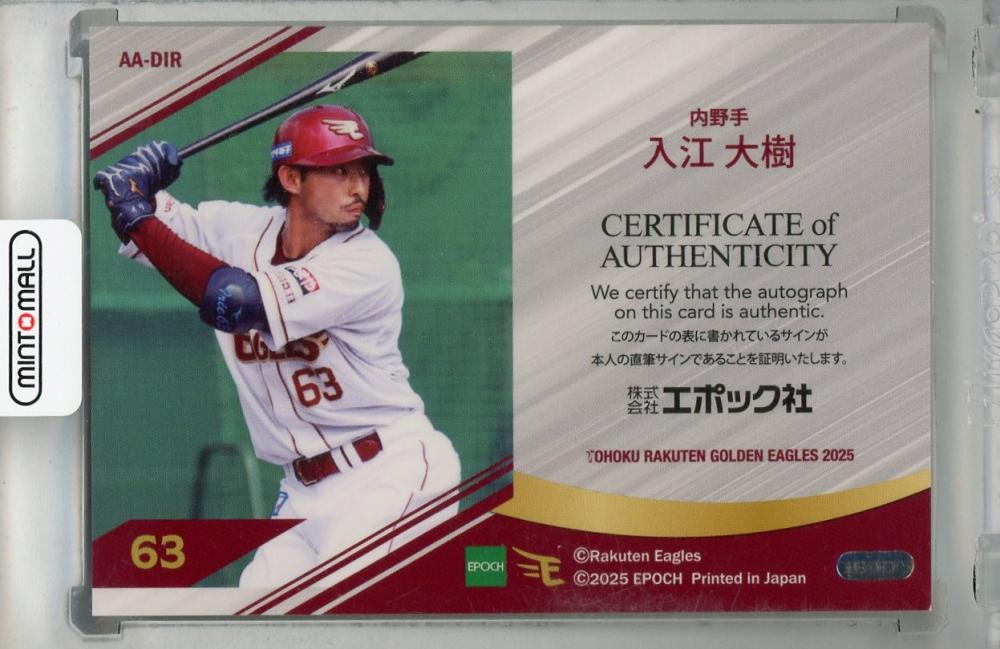 AA-DIR
内野手
入江 大樹
CERTIFICATE of
AUTHENTICITY
We certify that the autograph
on this card is authentic.
このカードの表に書かれているサインが
本人の直筆サインであることを証明いたします。
株式会社 エポック社
TOHOKU RAKUTEN GOLDEN EAGLES 2025
EAGLES
63
63
EPOCH
©Rakuten Eagles
©2025 EPOCH Printed in Japan
MINT MALL